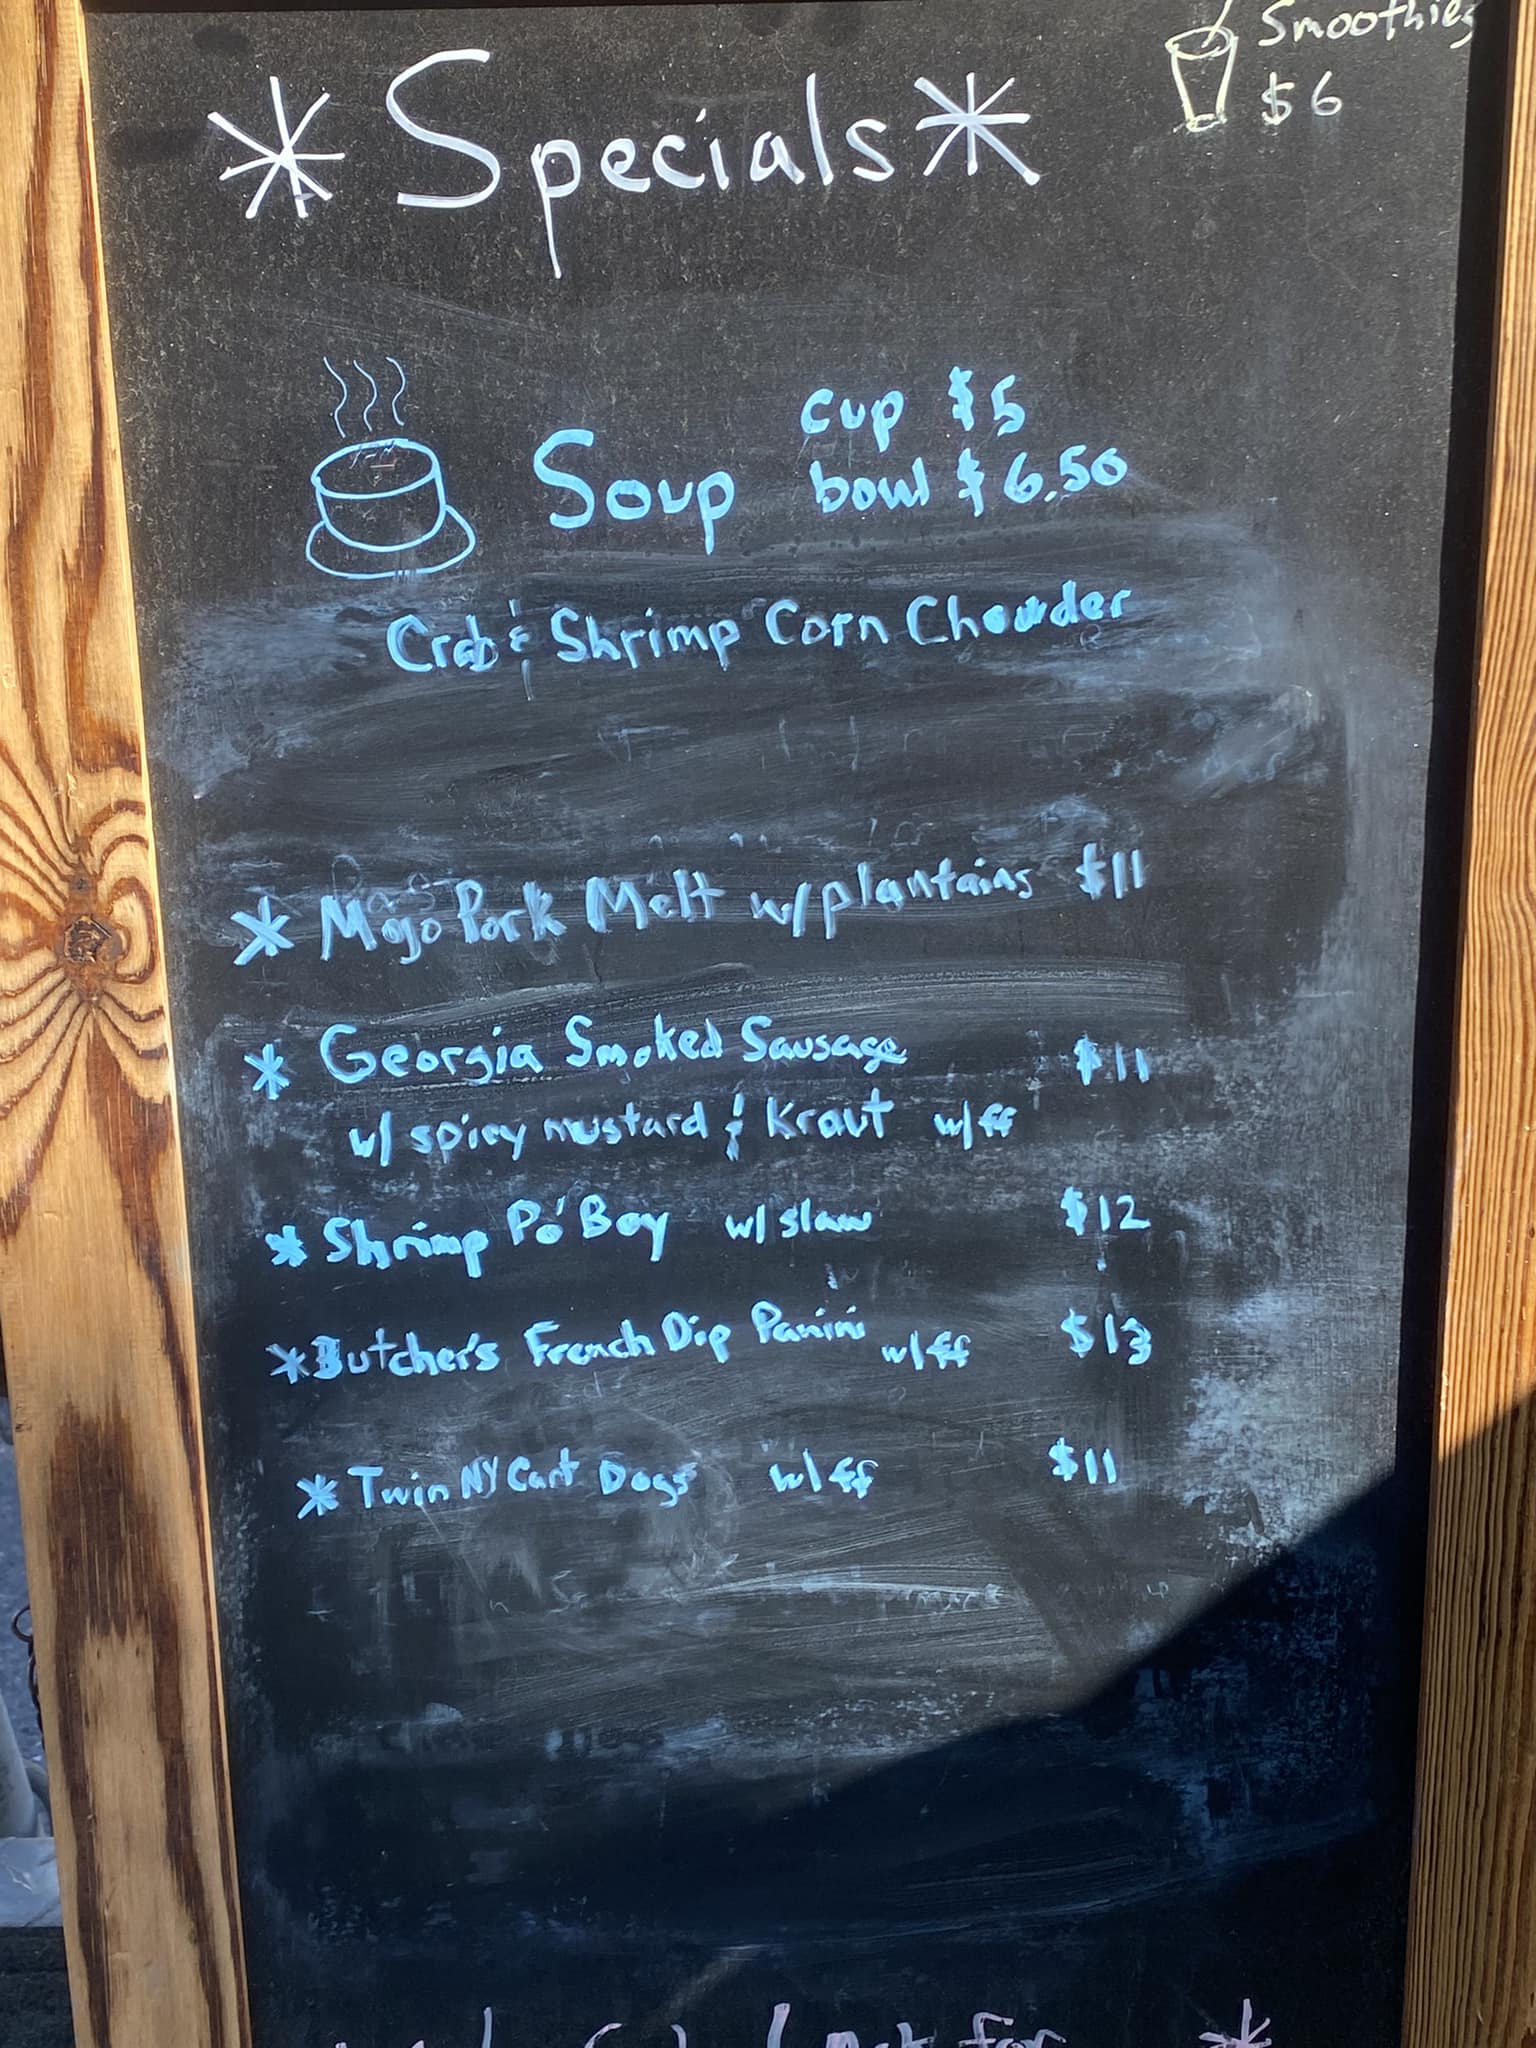 Smoothies
$6
*Specials*
Soup cup $5
bowl $6.50
Crab & Shrimp Corn Chowder
* Mojo Pork Melt w/plantains $11
* Georgia Smoked Sausage $11
w/ spicy mustard & Kraut w/ff
* Shrimp Po'Boy w/ slaw $12
* Butcher's French Dip Panini w/ff $13
* Twin NY Cart Dogs w/ff $11
Ask for *